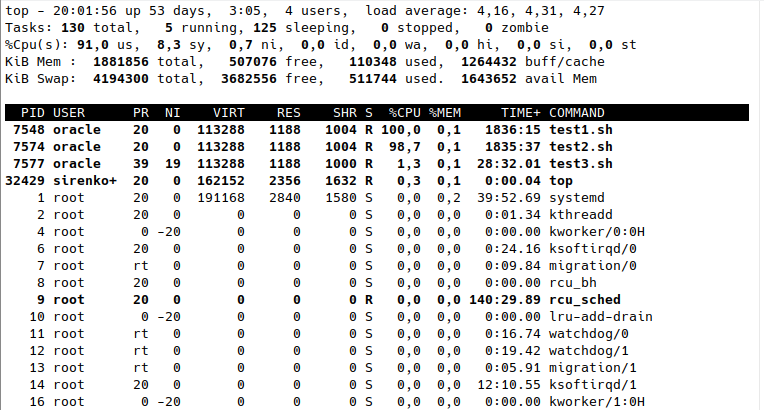 top - 20:01:56 up 53 days,  3:05,  4 users,  load average: 4,16, 4,31, 4,27
Tasks: 130 total,   5 running, 125 sleeping,   0 stopped,   0 zombie
%Cpu(s): 91,0 us,  8,3 sy,  0,7 ni,  0,0 id,  0,0 wa,  0,0 hi,  0,0 si,  0,0 st
KiB Mem :  1881856 total,   507076 free,   110348 used,  1264432 buff/cache
KiB Swap:  4194300 total,  3682556 free,   511744 used.  1643652 avail Mem
PID USER      PR  NI    VIRT    RES    SHR S  %CPU %MEM     TIME+ COMMAND
7548 oracle    20   0  113288   1188   1004 R 100,0  0,1   1836:15 test1.sh
7574 oracle    20   0  113288   1188   1004 R  98,7  0,1   1835:37 test2.sh
7577 oracle    39  19  113288   1188   1000 R   1,3  0,1  28:32.01 test3.sh
32429 sirenko+  20   0  162152   2356   1632 R   0,3  0,1   0:00.04 top
1 root      20   0  191168   2840   1580 S   0,0  0,2  39:52.69 systemd
2 root      20   0       0      0      0 S   0,0  0,0   0:01.34 kthreadd
4 root       0 -20       0      0      0 S   0,0  0,0   0:00.00 kworker/0:0H
6 root      20   0       0      0      0 S   0,0  0,0   0:24.16 ksoftirqd/0
7 root      rt   0       0      0      0 S   0,0  0,0   0:09.84 migration/0
8 root      20   0       0      0      0 S   0,0  0,0   0:00.00 rcu_bh
9 root      20   0       0      0      0 R   0,0  0,0 140:29.89 rcu_sched
10 root       0 -20       0      0      0 S   0,0  0,0   0:00.00 lru-add-drain
11 root      rt   0       0      0      0 S   0,0  0,0   0:16.74 watchdog/0
12 root      rt   0       0      0      0 S   0,0  0,0   0:19.42 watchdog/1
13 root      rt   0       0      0      0 S   0,0  0,0   0:05.91 migration/1
14 root      20   0       0      0      0 S   0,0  0,0  12:10.55 ksoftirqd/1
16 root       0 -20       0      0      0 S   0,0  0,0   0:00.00 kworker/1:0H